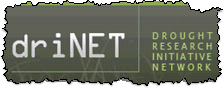 driNET
DROUGHT
RESEARCH
INITIATIVE
NETWORK